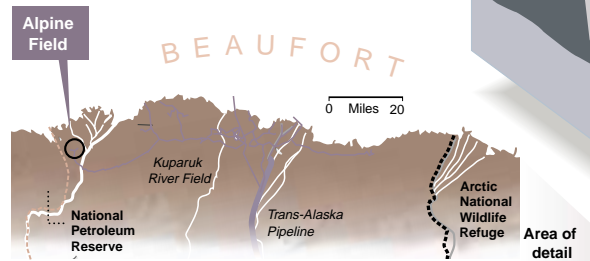 Alpine
Field
BEAUFORT
0 Miles 20
Kuparuk
River Field
Trans-Alaska
Pipeline
National
Petroleum
Reserve
Arctic
National
Wildlife
Refuge
Area of
detail